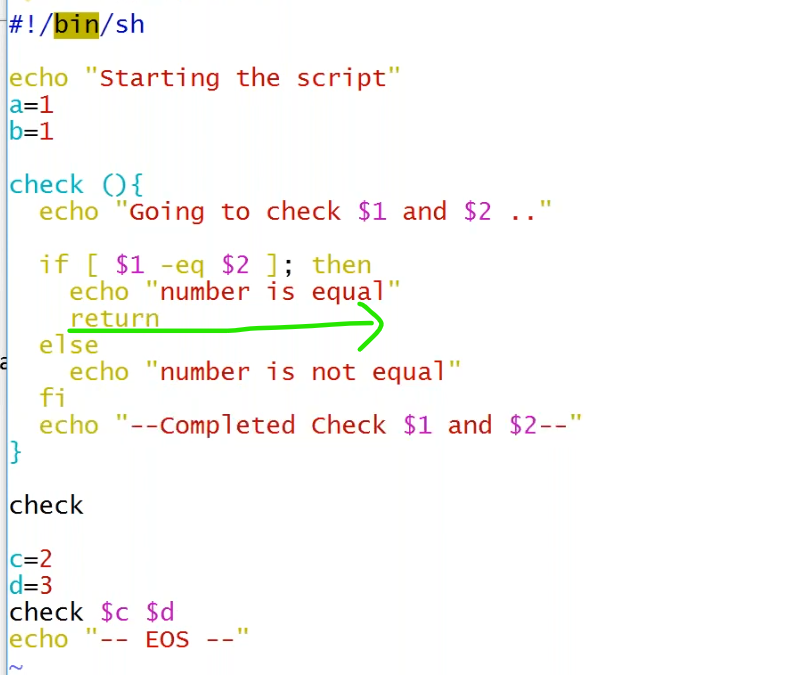 #!/bin/sh
echo "Starting the script"
a=1
b=1
check (){
echo "Going to check $1 and $2 .."
if [ $1 -eq $2 ]; then
echo "number is equal"
return
else
echo "number is not equal"
fi
echo "--Completed Check $1 and $2--"
}
check
c=2
d=3
check $c $d
echo "-- EOS --"
~